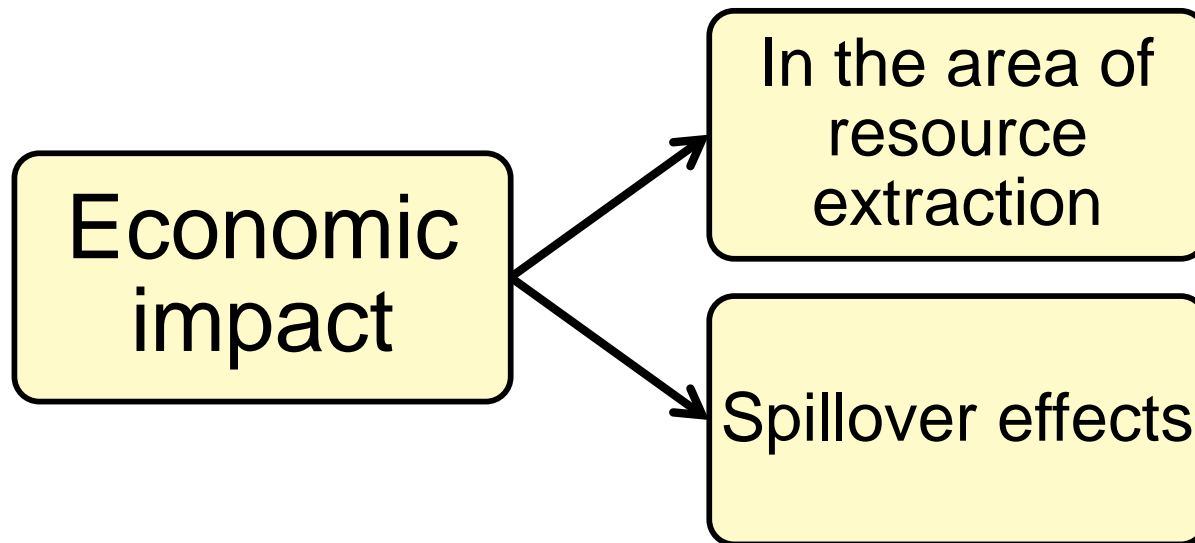 Economic
impact
In the area of
resource
extraction
Spillover effects